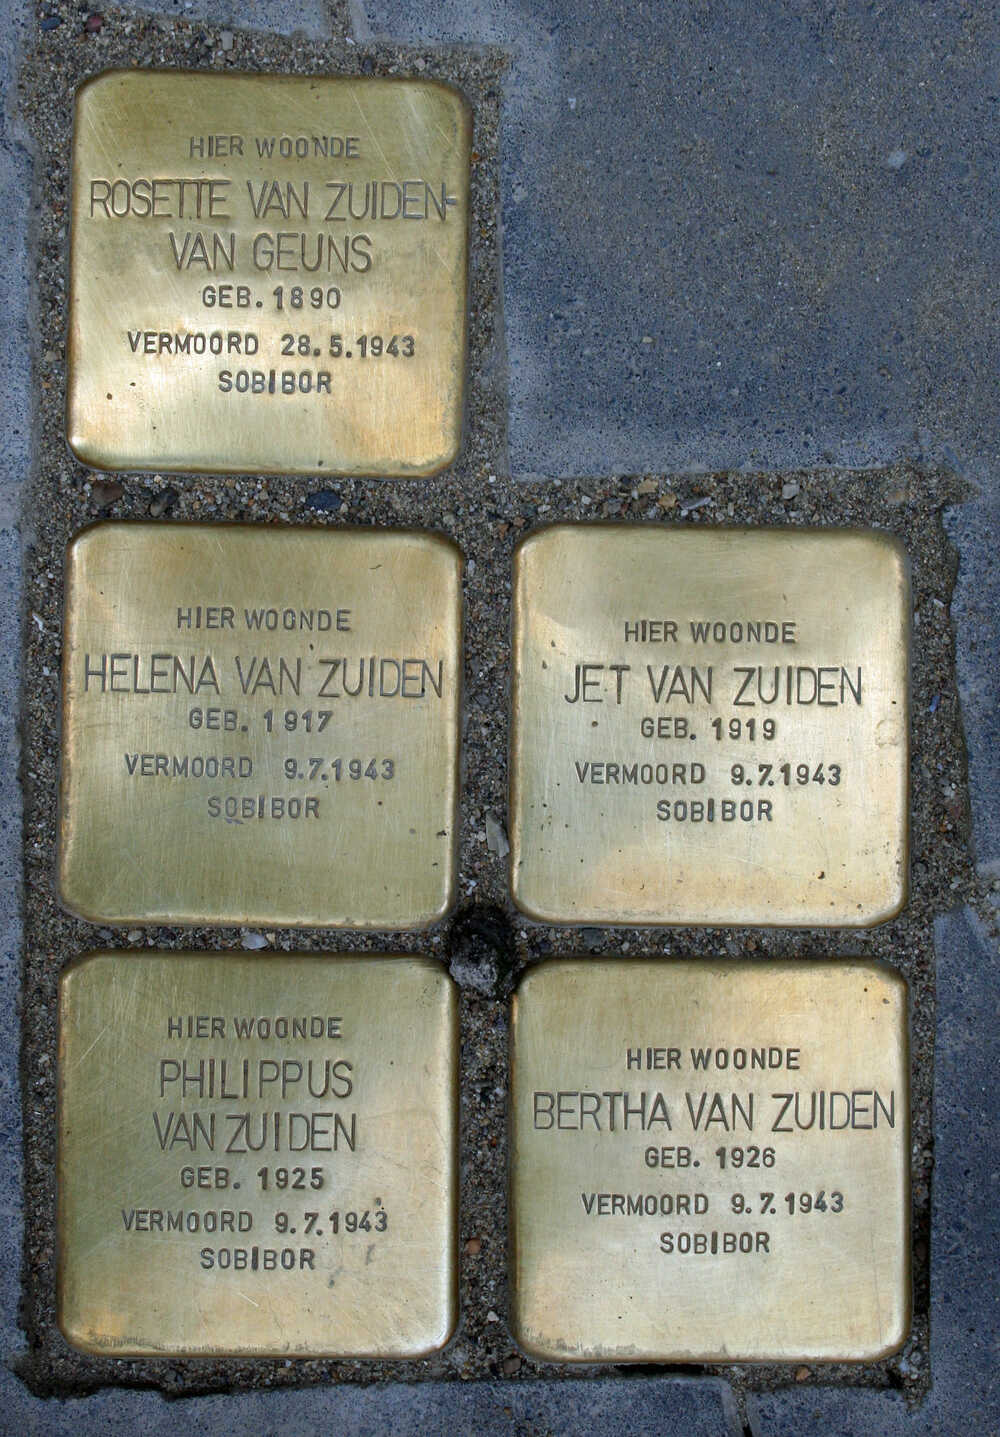 HIER WOONDE
ROSETTE VAN ZUIDEN-
VAN GEUNS
GEB. 1890
VERMOORD 28.5.1943
SOBIBOR
HIER WOONDE
HELENA VAN ZUIDEN
GEB. 1917
VERMOORD 9.7.1943
SOBIBOR
HIER WOONDE
JET VAN ZUIDEN
GEB. 1919
VERMOORD 9.7.1943
SOBIBOR
HIER WOONDE
PHILIPPUS
VAN ZUIDEN
GEB. 1925
VERMOORD 9.7.1943
SOBIBOR
HIER WOONDE
BERTHA VAN ZUIDEN
GEB. 1926
VERMOORD 9.7.1943
SOBIBOR